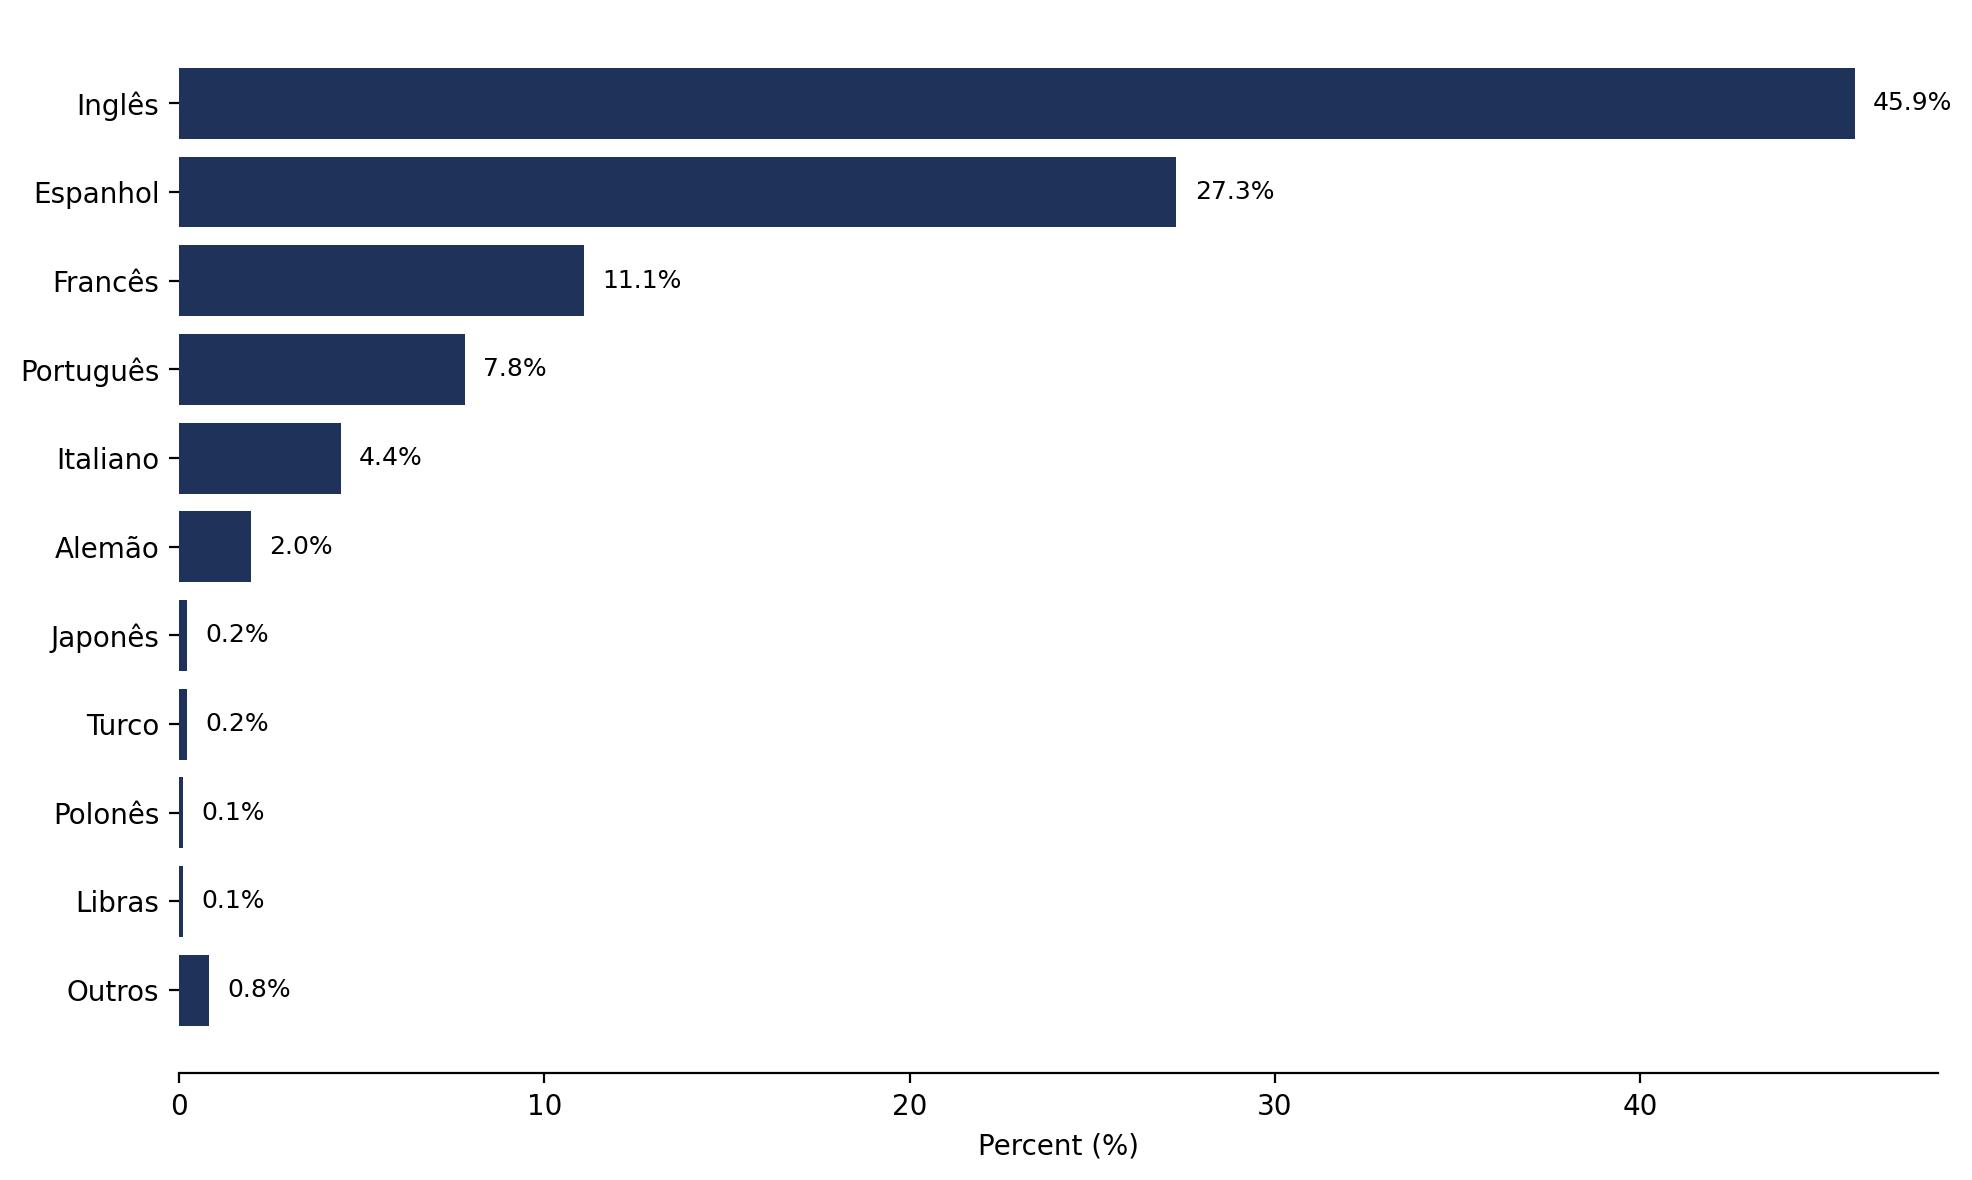 Inglês 45.9%
Espanhol 27.3%
Francês 11.1%
Português 7.8%
Italiano 4.4%
Alemão 2.0%
Japonês 0.2%
Turco 0.2%
Polonês 0.1%
Libras 0.1%
Outros 0.8%
0 10 20 30 40
Percent (%)